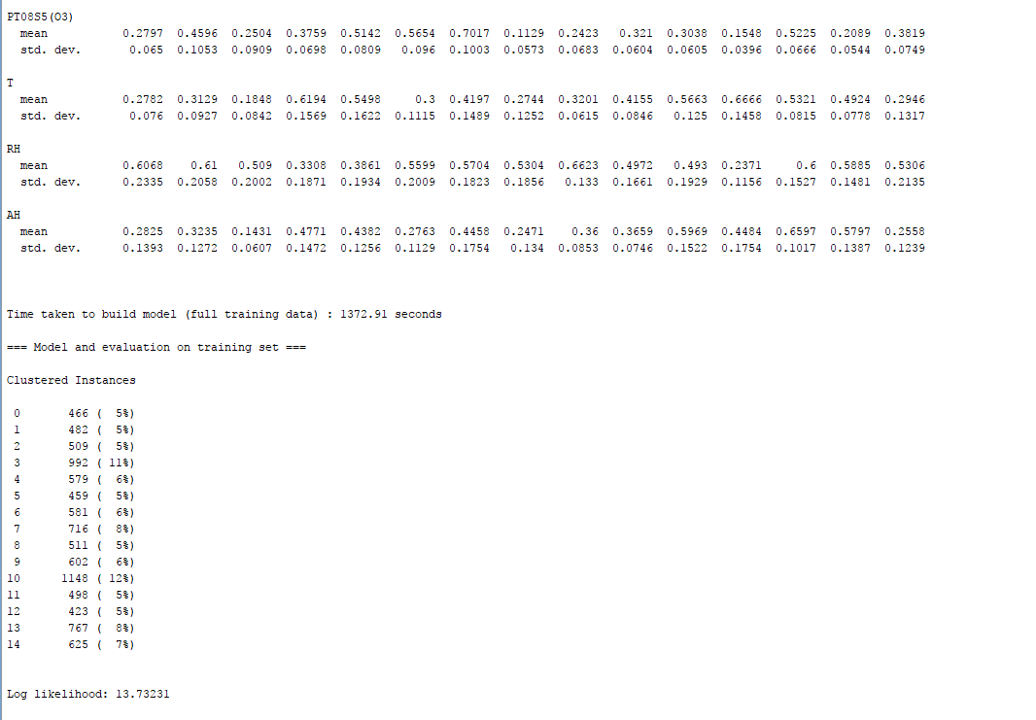 PT08S5(O3)
mean 0.2797 0.4596 0.2504 0.3759 0.5142 0.5654 0.7017 0.1129 0.2423 0.321 0.3038 0.1548 0.5225 0.2089 0.3819
std. dev. 0.065 0.1053 0.0909 0.0698 0.0809 0.096 0.1003 0.0573 0.0683 0.0604 0.0605 0.0396 0.0666 0.0544 0.0749
T
mean 0.2782 0.3129 0.1848 0.6194 0.5498 0.3 0.4197 0.2744 0.3201 0.4155 0.5663 0.6666 0.5321 0.4924 0.2946
std. dev. 0.076 0.0927 0.0842 0.1569 0.1622 0.1115 0.1489 0.1252 0.0615 0.0846 0.125 0.1458 0.0815 0.0778 0.1317
RH
mean 0.6068 0.61 0.509 0.3308 0.3861 0.5599 0.5704 0.5304 0.6623 0.4972 0.493 0.2371 0.6 0.5885 0.5306
std. dev. 0.2335 0.2058 0.2002 0.1871 0.1934 0.2009 0.1823 0.1856 0.133 0.1661 0.1929 0.1156 0.1527 0.1481 0.2135
AH
mean 0.2825 0.3235 0.1431 0.4771 0.4382 0.2763 0.4458 0.2471 0.36 0.3659 0.5969 0.4484 0.6597 0.5797 0.2558
std. dev. 0.1393 0.1272 0.0607 0.1472 0.1256 0.1129 0.1754 0.134 0.0853 0.0746 0.1522 0.1754 0.1017 0.1387 0.1239
Time taken to build model (full training data) : 1372.91 seconds
=== Model and evaluation on training set ===
Clustered Instances
0 466 ( 5%)
1 482 ( 5%)
2 509 ( 5%)
3 992 ( 11%)
4 579 ( 6%)
5 459 ( 5%)
6 581 ( 6%)
7 716 ( 8%)
8 511 ( 5%)
9 602 ( 6%)
10 1148 ( 12%)
11 498 ( 5%)
12 423 ( 5%)
13 767 ( 8%)
14 625 ( 7%)
Log likelihood: 13.73231